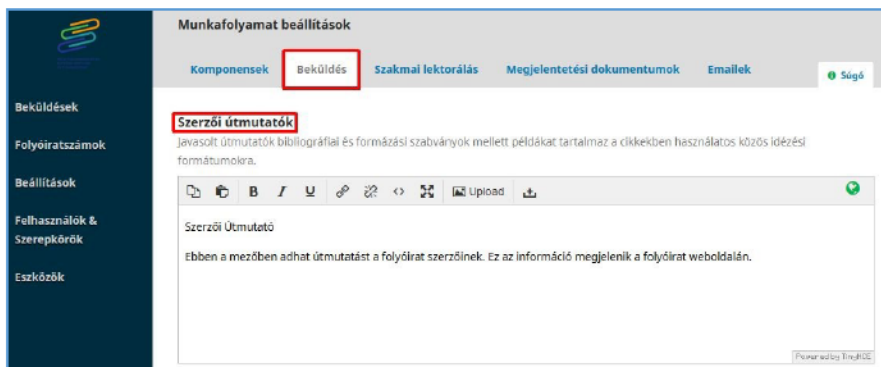 Munkafolyamat beállítások
Komponensek Beküldés Szakmai lektorálás Megjelentetési dokumentumok Emailek Súgó
Beküldések
Folyóiratszámok
Beállítások
Felhasználók &
Szerepkörök
Eszközök
Szerzői útmutatók
Javasolt útmutatók bibliográfiai és formázási szabványok mellett példákat tartalmaz a cikkekben használatos közös idézési
formátumokra.
B I U Upload
Szerzői Útmutató
Ebben a mezőben adhat útmutatást a folyóirat szerzőinek. Ez az információ megjelenik a folyóirat weboldalán.
Powered by TinyMCE